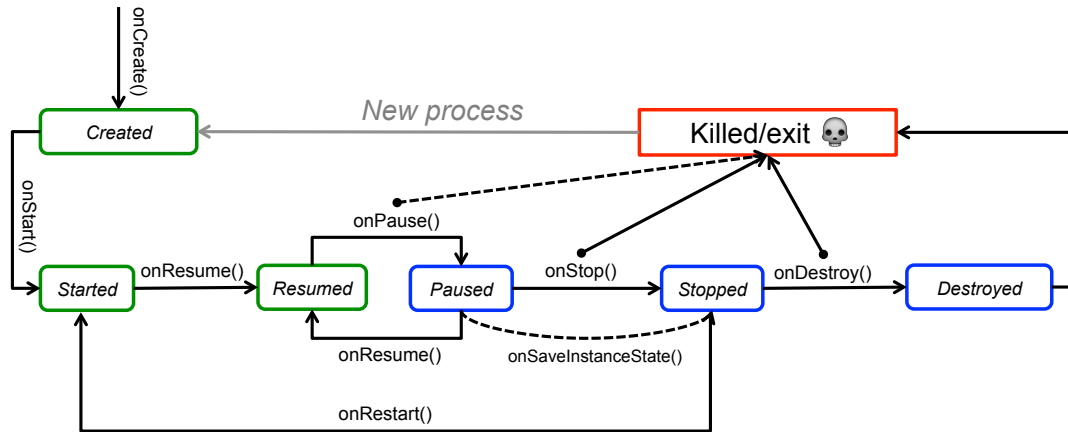 onCreate()
New process
Created
Killed/exit 💀
onStart()
onPause()
onResume()
onStop()
onDestroy()
Started
Resumed
Paused
Stopped
Destroyed
onResume()
onSaveInstanceState()
onRestart()